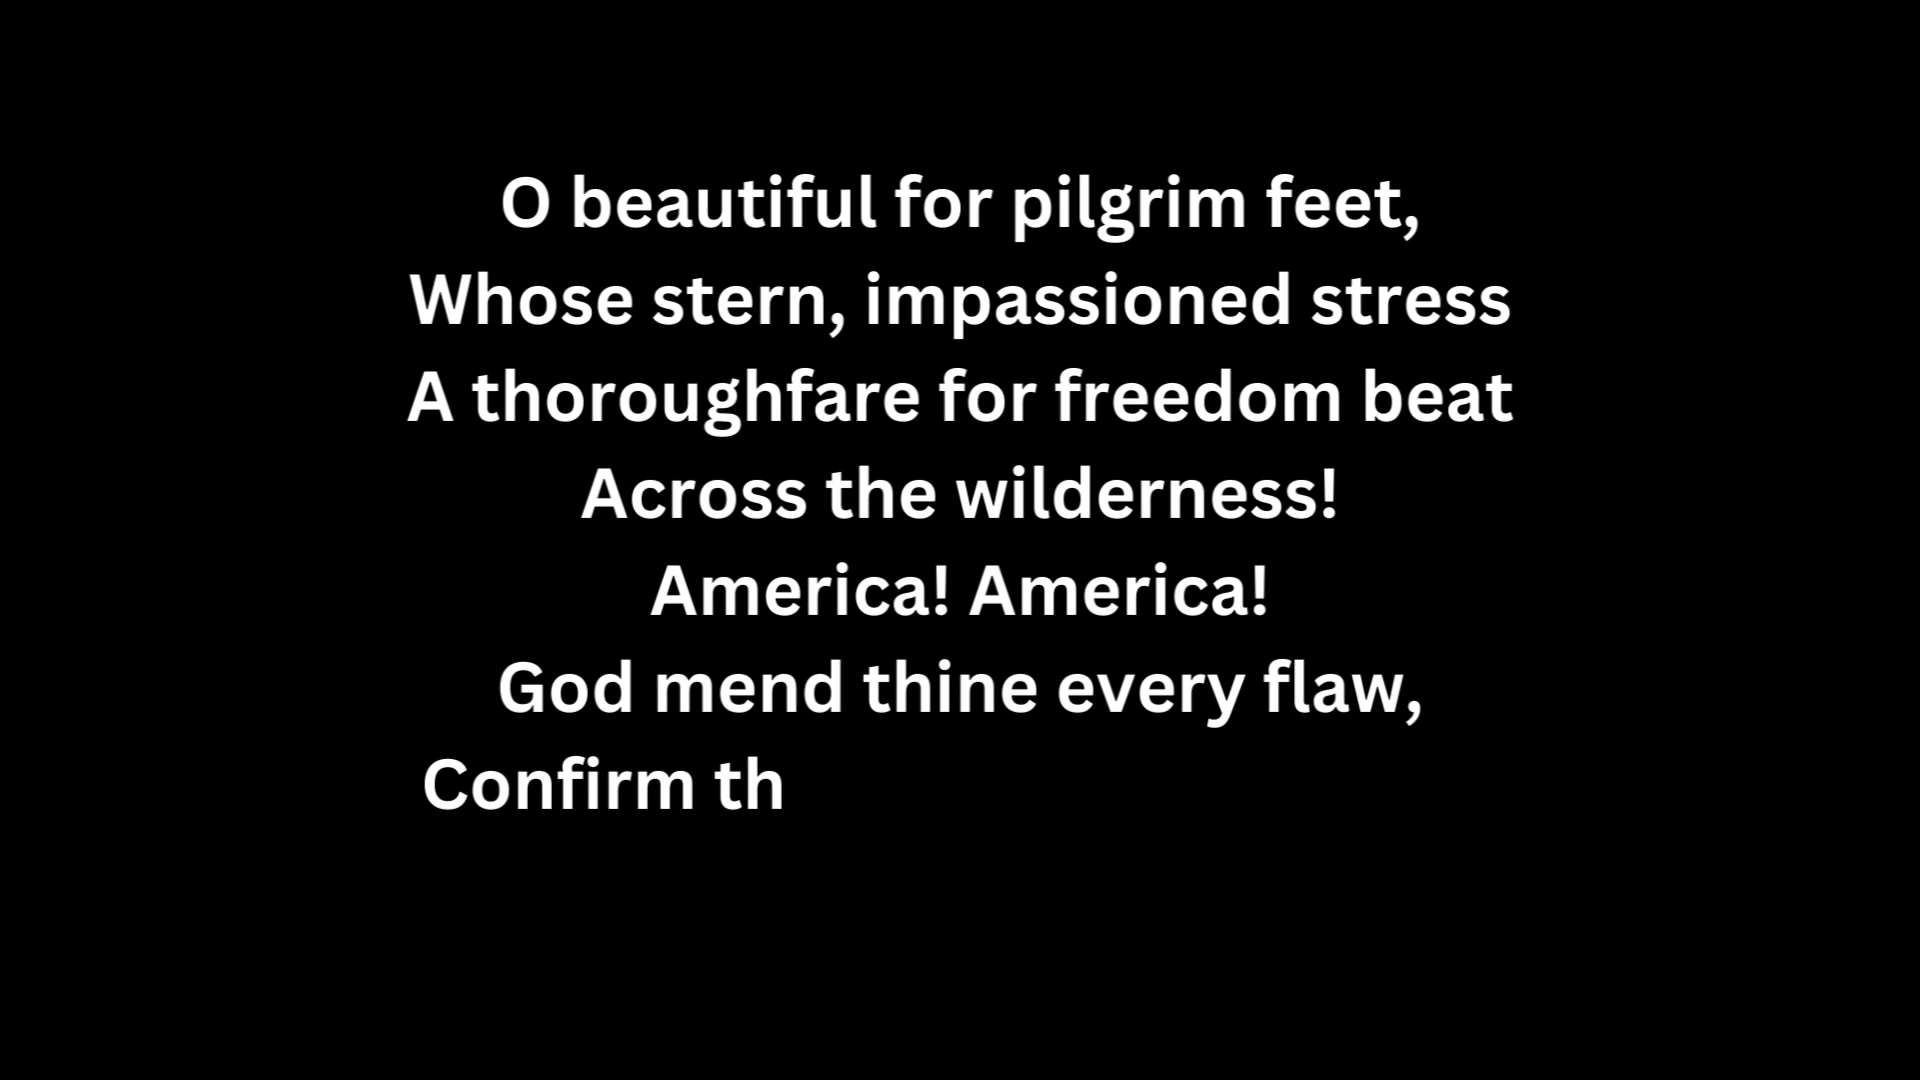 O beautiful for pilgrim feet,
Whose stern, impassioned stress
A thoroughfare for freedom beat
Across the wilderness!
America! America!
God mend thine every flaw,
Confirm th